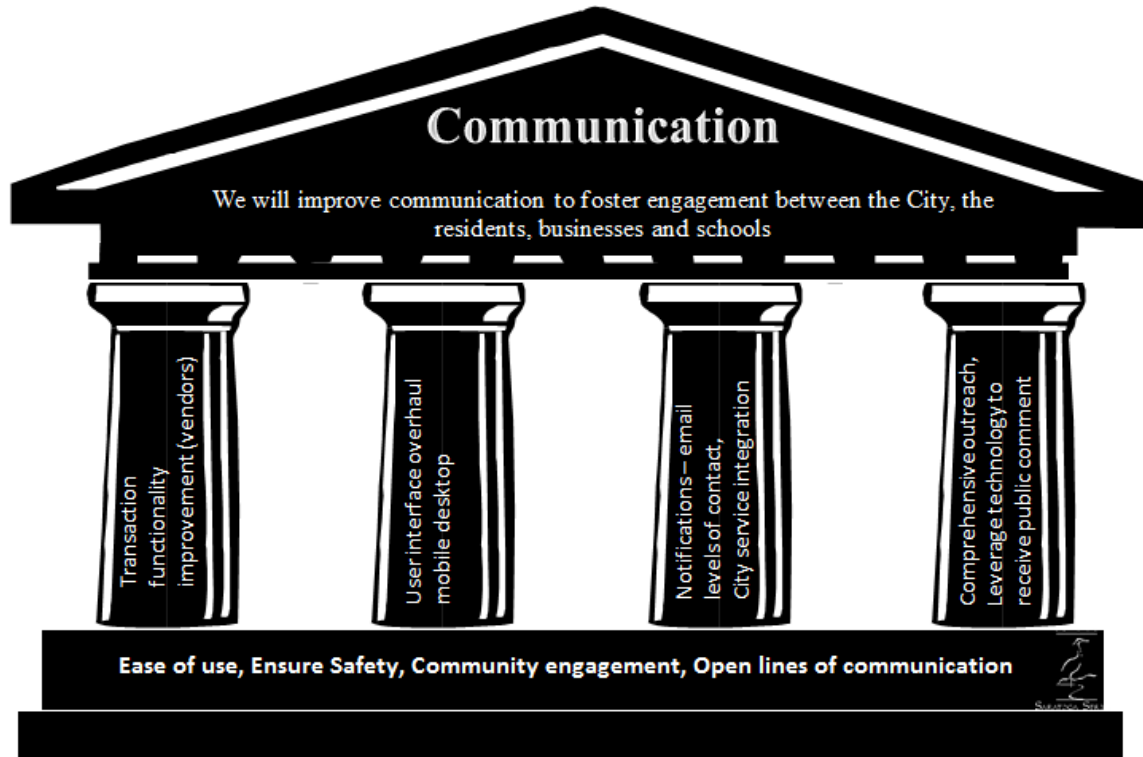 Communication
We will improve communication to foster engagement between the City, the
residents, businesses and schools
Transaction
functionality
improvement (vendors)
User interface overhaul
mobile desktop
Notifications – email
levels of contact,
City service integration
Comprehensive outreach,
Leverage technology to
receive public comment
Ease of use, Ensure Safety, Community engagement, Open lines of communication
SARATOGA